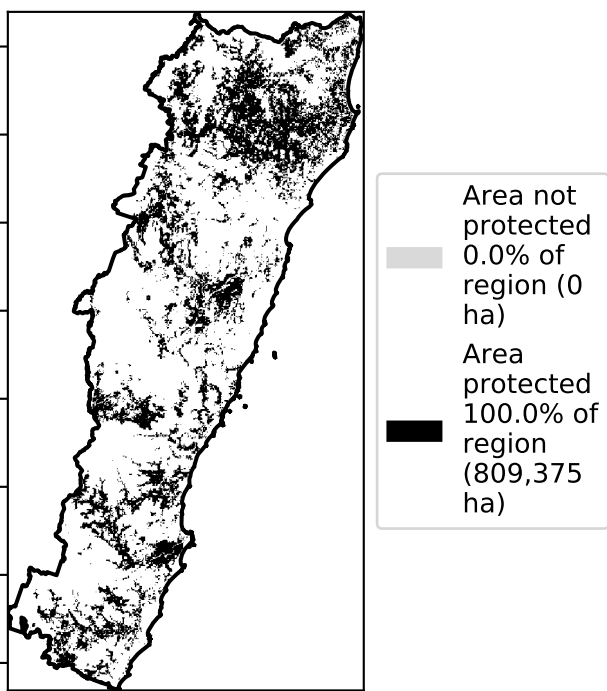 Area not
protected
0.0% of
region (0
ha)
Area
protected
100.0% of
region
(809,375
ha)